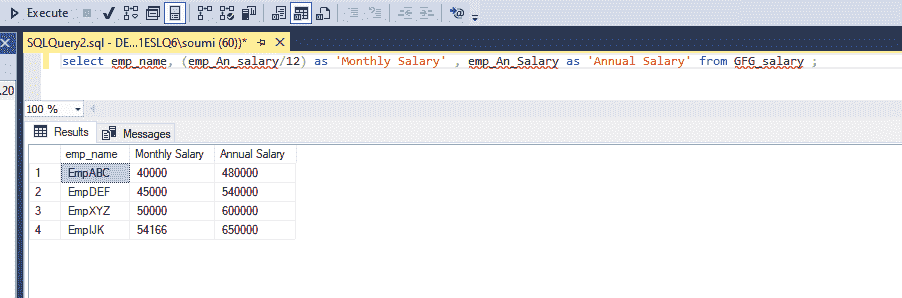 Execute
SQLQuery2.sql - DE...1ESLQ6\soumi (60))*
select emp_name, (emp_An_salary/12) as 'Monthly Salary' , emp_An_Salary as 'Annual Salary' from GFG_salary ;
.20
100 %
Results Messages
emp_name Monthly Salary Annual Salary
1 EmpABC 40000 480000
2 EmpDEF 45000 540000
3 EmpXYZ 50000 600000
4 EmpIJK 54166 650000